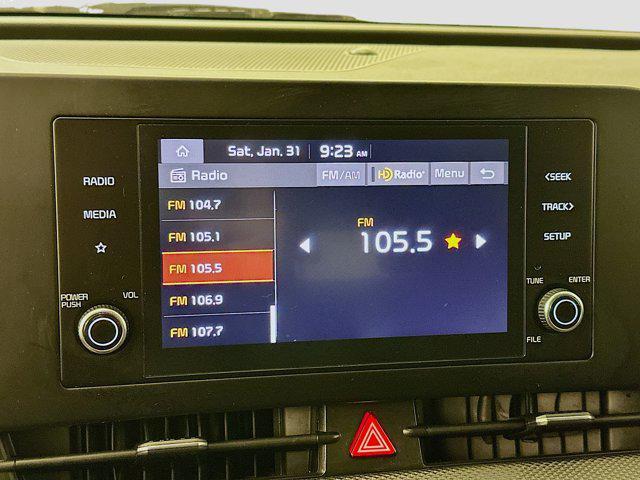 Sat, Jan. 31 9:23 AM
Radio FM/AM HD Radio Menu
FM 104.7
FM 105.1
FM 105.5
FM 106.9
FM 107.7
FM
105.5
RADIO
MEDIA
POWER
PUSH
VOL
<SEEK
TRACK>
SETUP
TUNE
ENTER
FILE